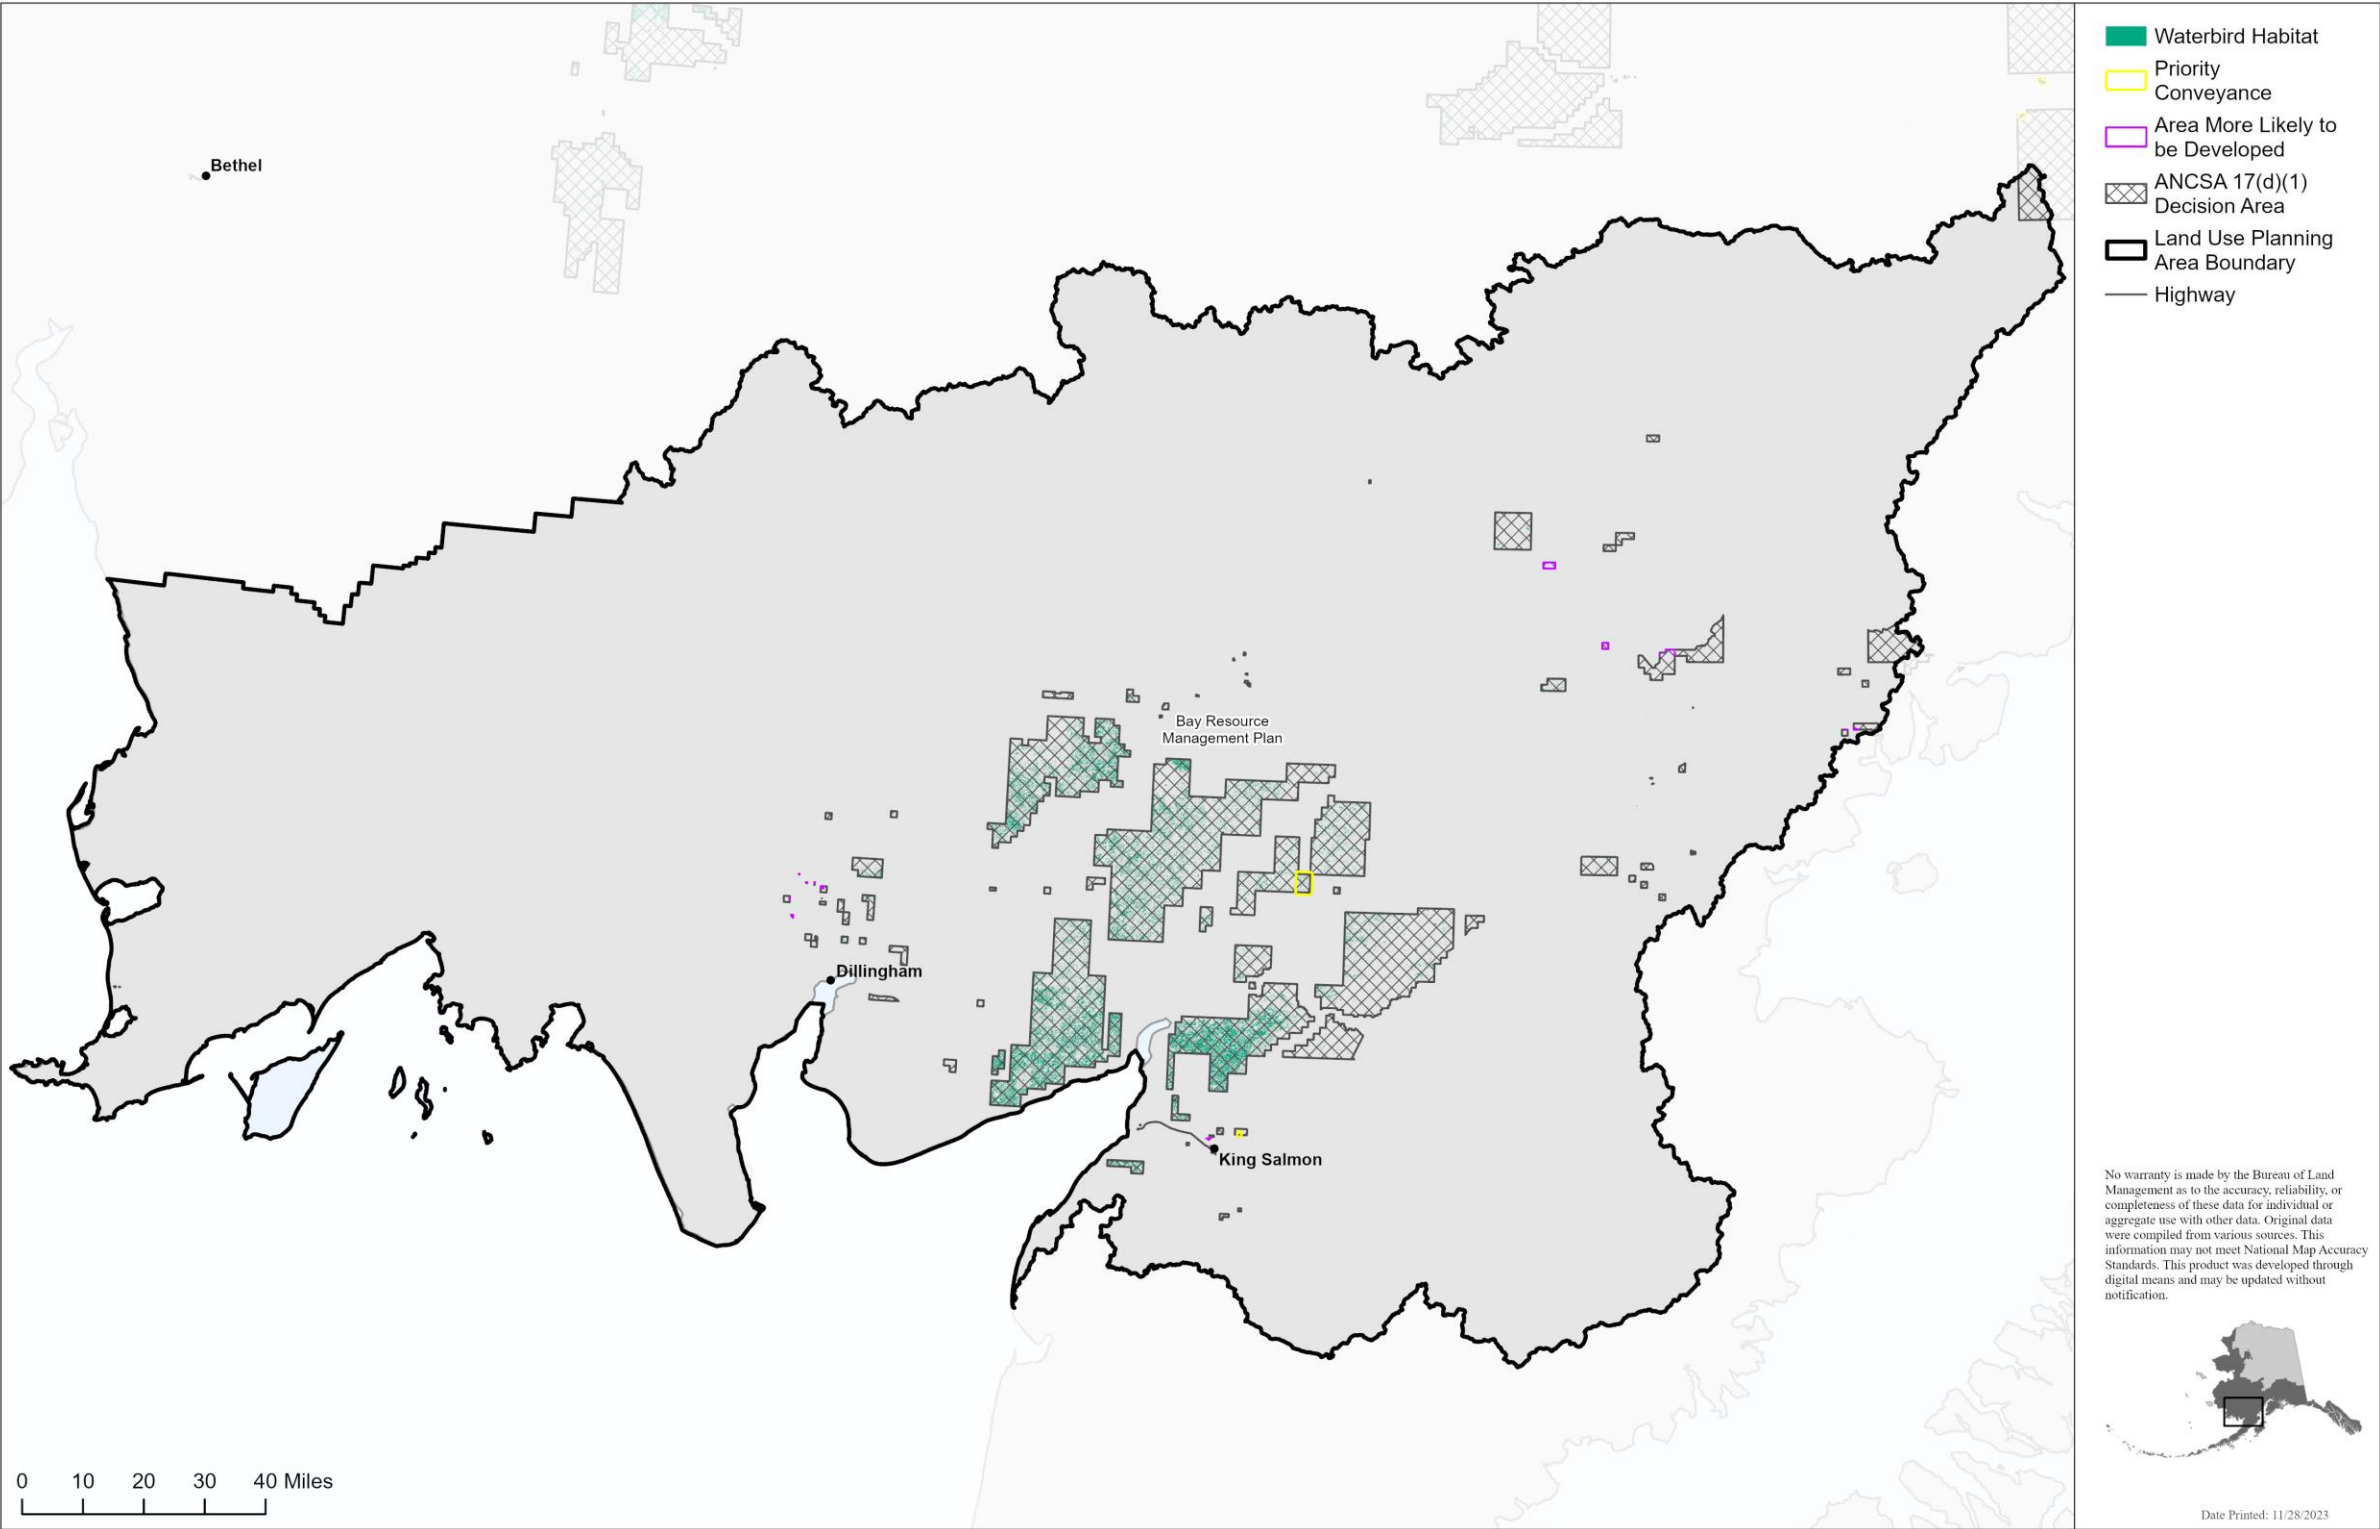 Waterbird Habitat
Priority
Conveyance
Area More Likely to
be Developed
ANCSA 17(d)(1)
Decision Area
Land Use Planning
Area Boundary
Highway
Bethel
Bay Resource
Management Plan
Dillingham
King Salmon
0 10 20 30 40 Miles
No warranty is made by the Bureau of Land
Management as to the accuracy, reliability, or
completeness of these data for individual or
aggregate use with other data. Original data
were compiled from various sources. This
information may not meet National Map Accuracy
Standards. This product was developed through
digital means and may be updated without
notification.
Date Printed: 11/28/2023